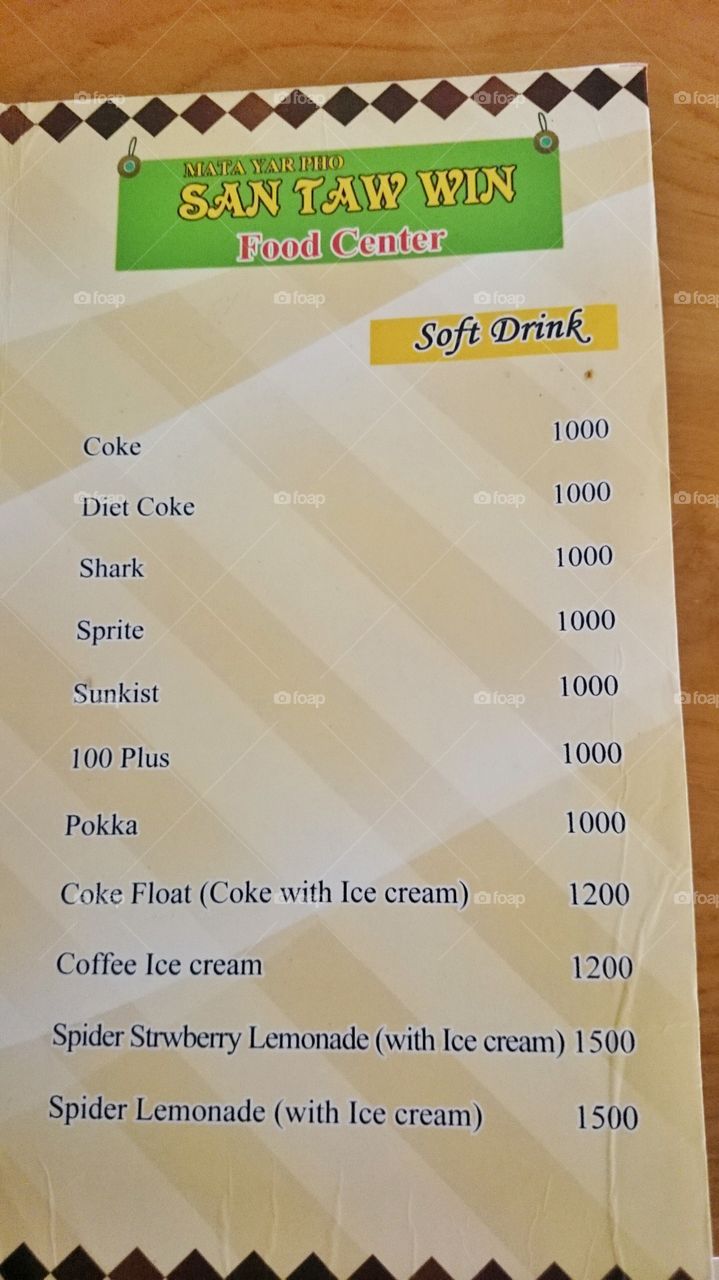 MATA YAR PHO
SAN TAW WIN
Food Center
Soft Drink
Coke 1000
Diet Coke 1000
Shark 1000
Sprite 1000
Sunkist 1000
100 Plus 1000
Pokka 1000
Coke Float (Coke with Ice cream) 1200
Coffee Ice cream 1200
Spider Strwberry Lemonade (with Ice cream) 1500
Spider Lemonade (with Ice cream) 1500
foap